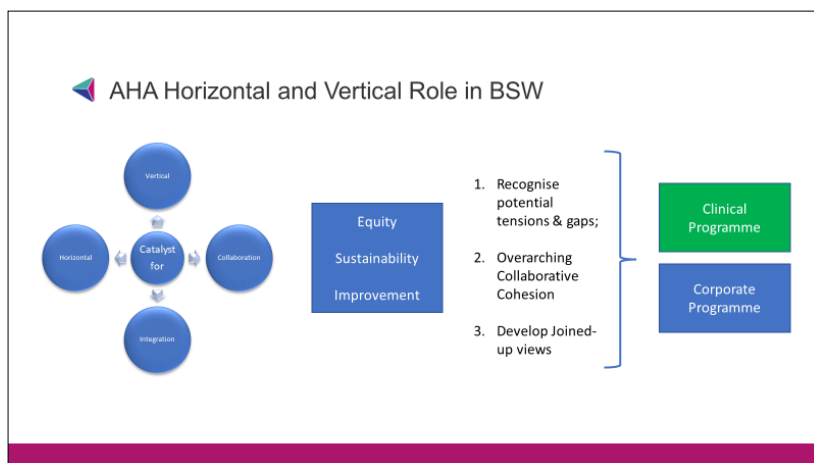 AHA Horizontal and Vertical Role in BSW
Vertical
Horizontal
Catalyst
for
Collaboration
Integration
Equity
Sustainability
Improvement
1. Recognise
potential
tensions & gaps;
2. Overarching
Collaborative
Cohesion
3. Develop Joined-
up views
Clinical
Programme
Corporate
Programme